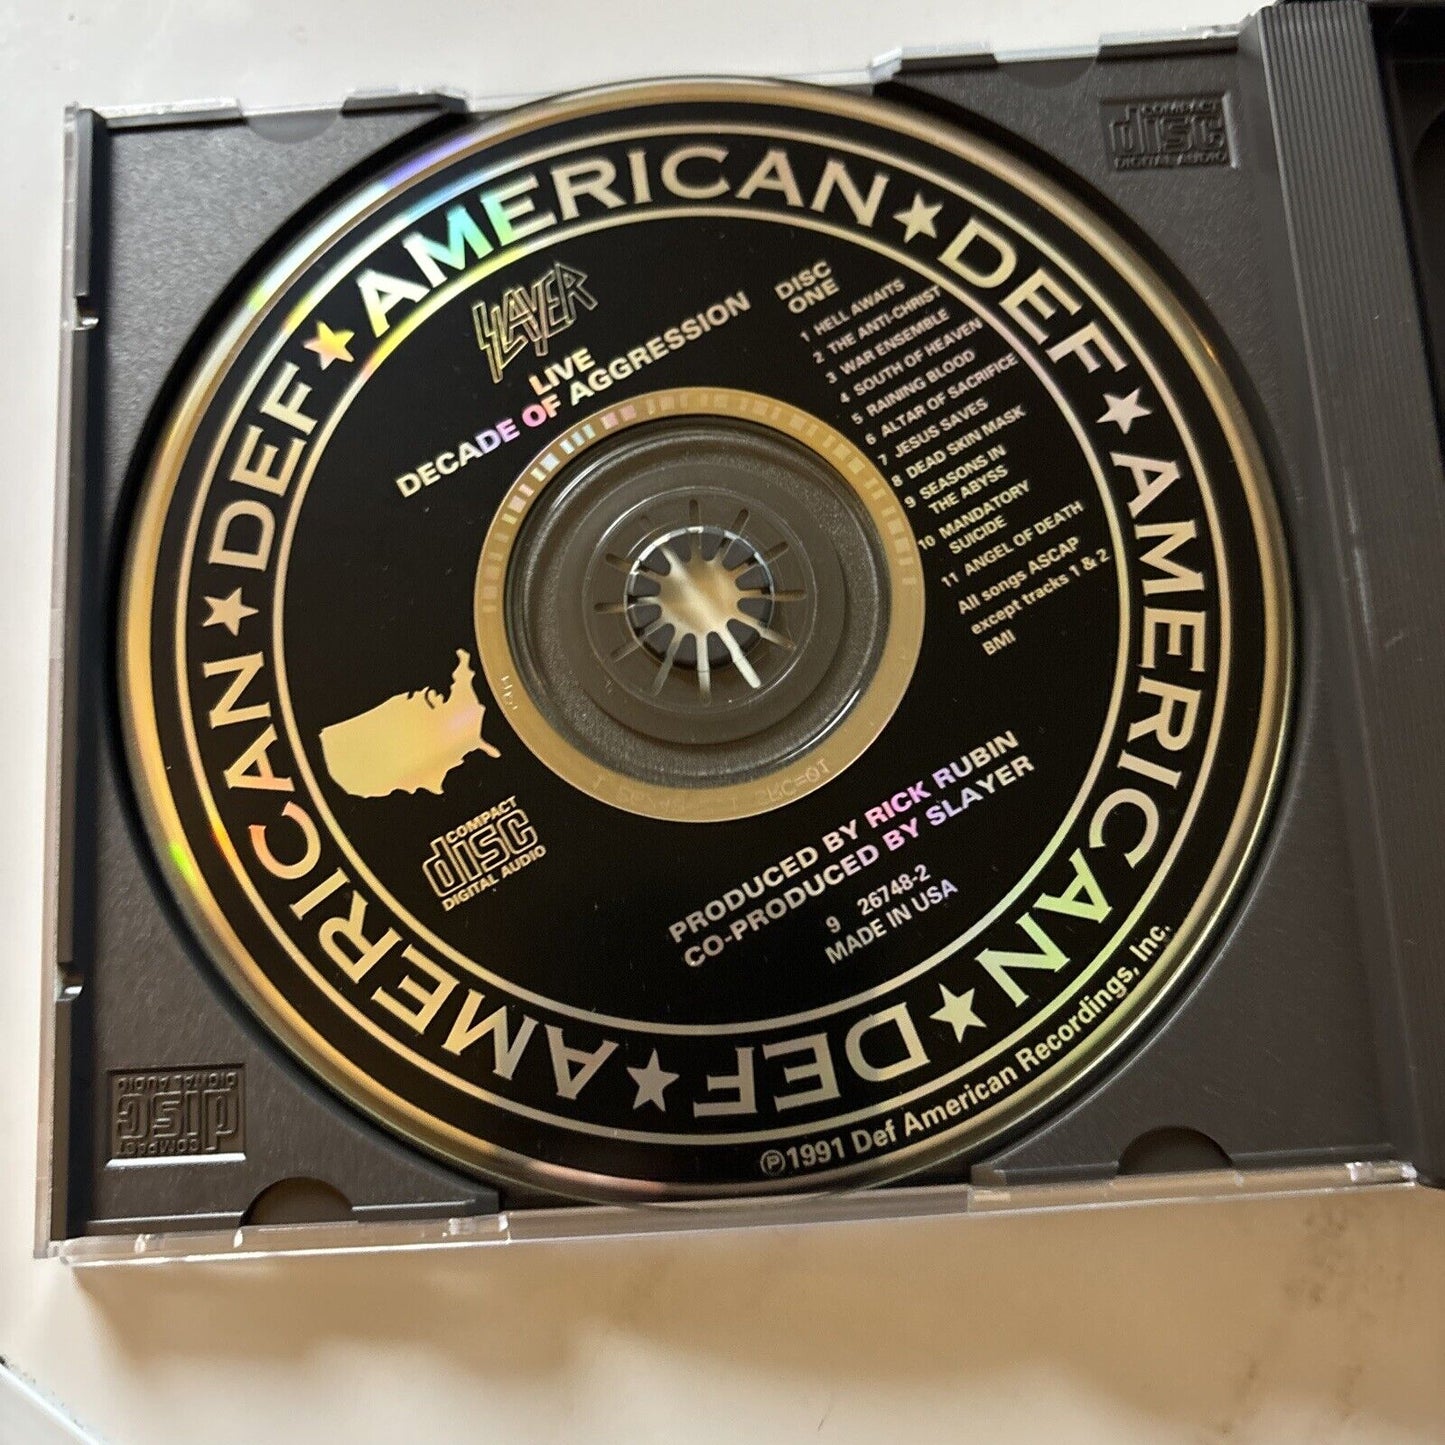 AMERICAN ★ DEF ★ AMERICAN ★ DEF ★ AMERICAN ★ DEF ★
SLAYER
LIVE
DECADE OF AGGRESSION
DISC
ONE
1 HELL AWAITS
2 THE ANTI-CHRIST
3 WAR ENSEMBLE
4 SOUTH OF HEAVEN
5 RAINING BLOOD
6 ALTAR OF SACRIFICE
7 JESUS SAVES
8 DEAD SKIN MASK
9 SEASONS IN
THE ABYSS
10 MANDATORY
SUICIDE
11 ANGEL OF DEATH
All songs ASCAP
except tracks 1 & 2
BMI
COMPACT
disc
DIGITAL AUDIO
PRODUCED BY RICK RUBIN
CO-PRODUCED BY SLAYER
9 26748-2
MADE IN USA
℗1991 Def American Recordings, Inc.
COMPACT
disc
DIGITAL AUDIO
COMPACT
disc
DIGITAL AUDIO